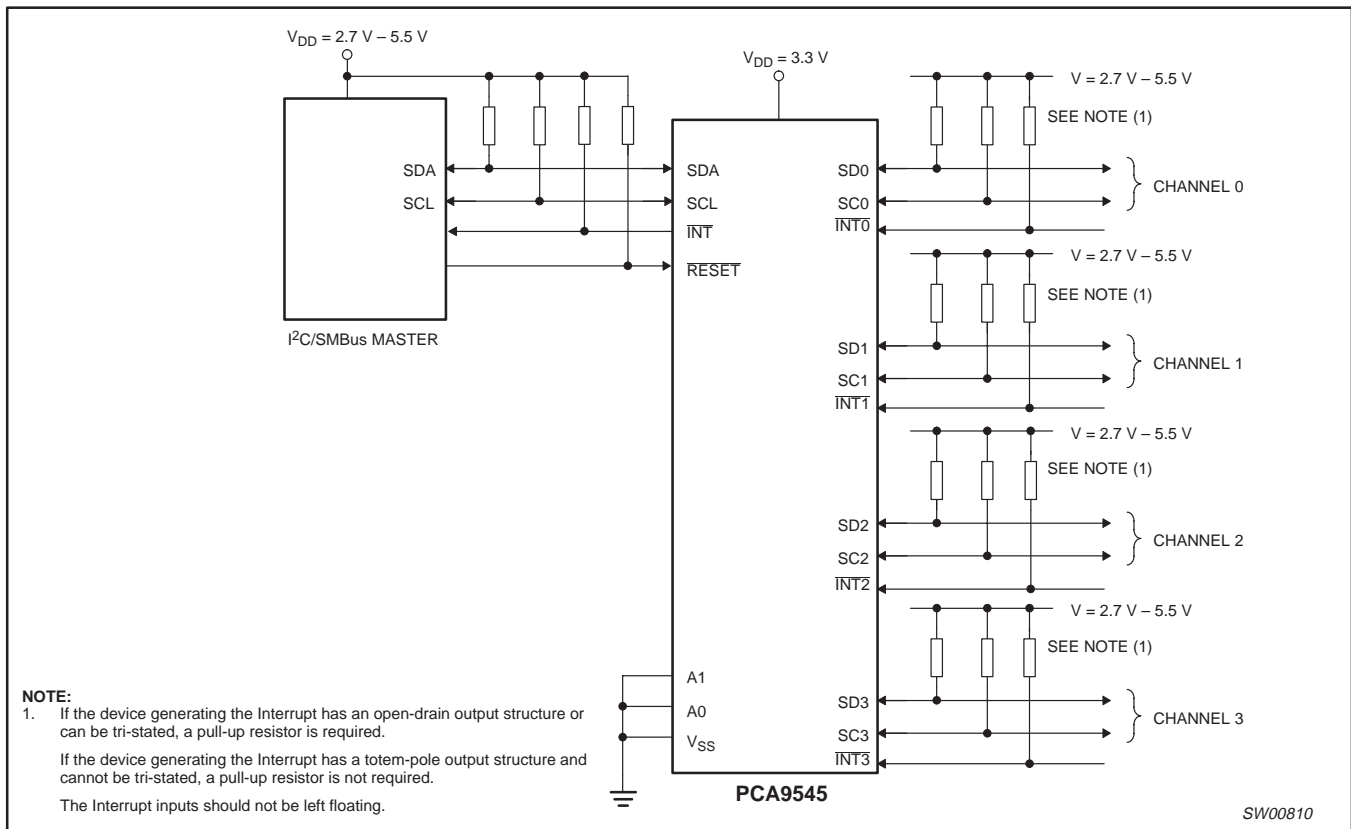 V_DD = 2.7 V – 5.5 V
V_DD = 3.3 V
V = 2.7 V – 5.5 V
SEE NOTE (1)
SDA
SCL
SDA
SCL
INT
RESET
SD0
SC0
INT0
CHANNEL 0
I²C/SMBus MASTER
V = 2.7 V – 5.5 V
SEE NOTE (1)
SD1
SC1
INT1
CHANNEL 1
V = 2.7 V – 5.5 V
SEE NOTE (1)
SD2
SC2
INT2
CHANNEL 2
V = 2.7 V – 5.5 V
SEE NOTE (1)
SD3
SC3
INT3
CHANNEL 3
A1
A0
V_SS
PCA9545
NOTE:
1. If the device generating the Interrupt has an open-drain output structure or
can be tri-stated, a pull-up resistor is required.
If the device generating the Interrupt has a totem-pole output structure and
cannot be tri-stated, a pull-up resistor is not required.
The Interrupt inputs should not be left floating.
SW00810